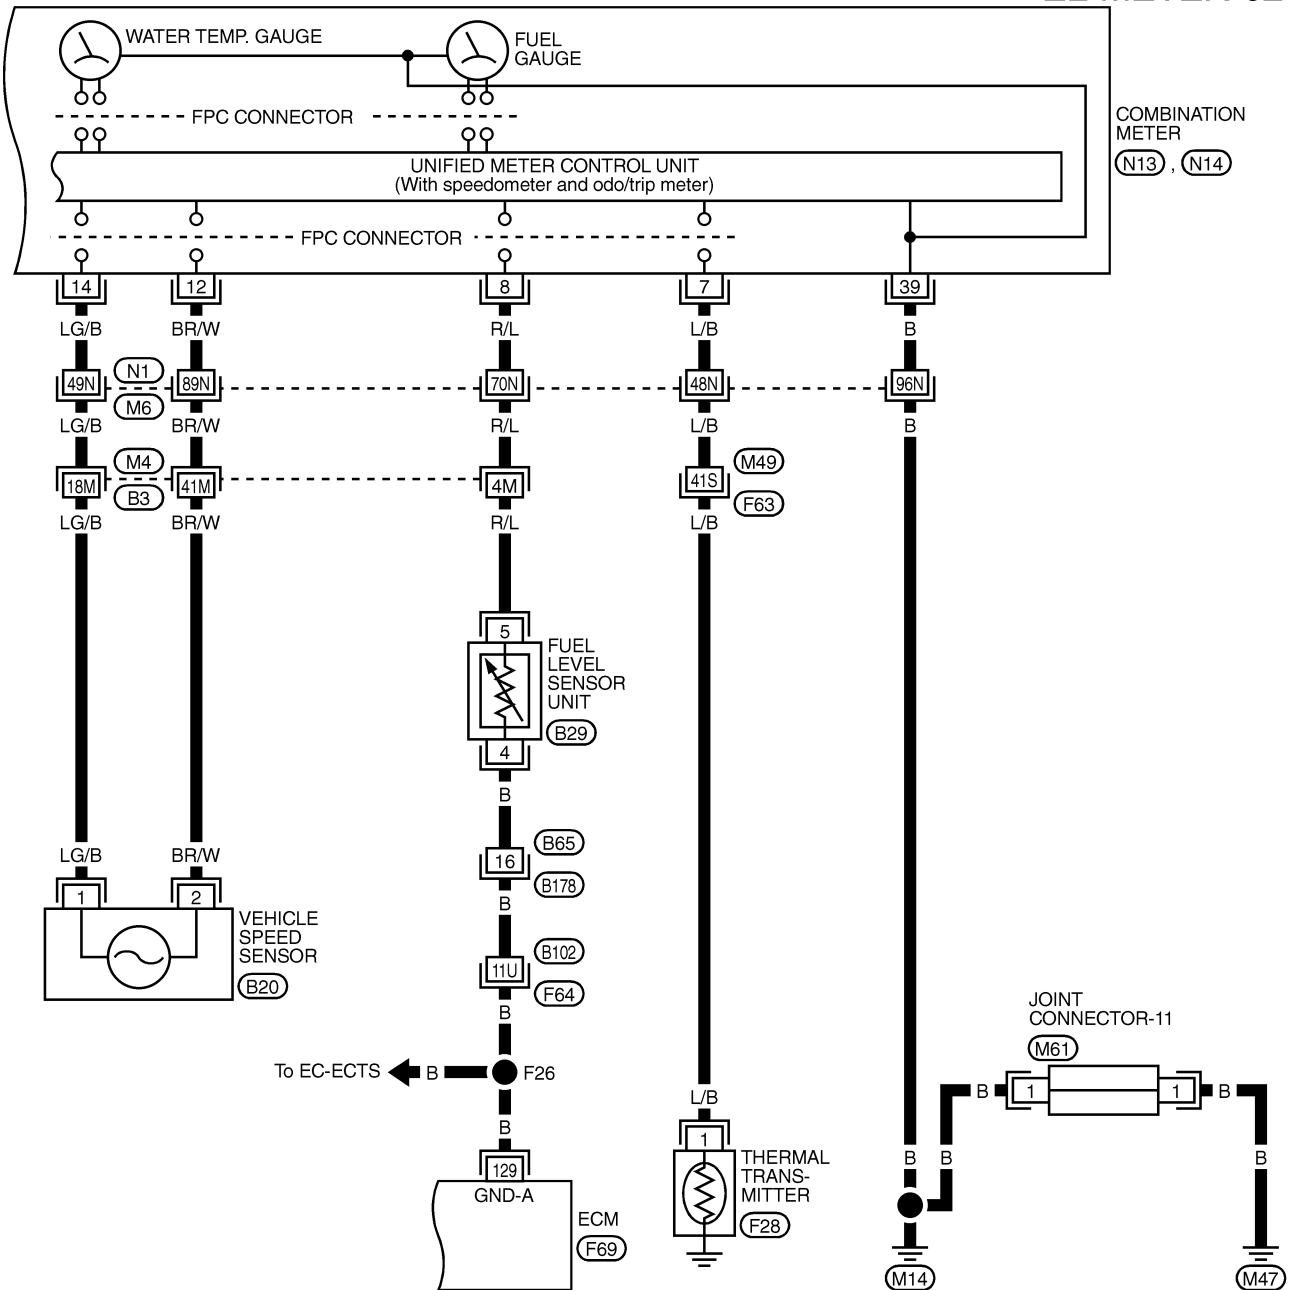 WATER TEMP. GAUGE
FUEL
GAUGE
FPC CONNECTOR
COMBINATION
METER
N13 , N14
UNIFIED METER CONTROL UNIT
(With speedometer and odo/trip meter)
FPC CONNECTOR
14 12 8 7 39
LG/B BR/W R/L L/B B
N1
49N 89N 70N 48N 96N
M6
LG/B BR/W R/L L/B B
M4 M49
18M 41M 4M 41S
B3 F63
LG/B BR/W R/L L/B
5
FUEL
LEVEL
SENSOR
UNIT
B29
4
B
B65
16
B178
LG/B BR/W
1 2
B
VEHICLE
SPEED
SENSOR
B20
B102
11U
F64
B
To EC-ECTS B F26
JOINT
CONNECTOR-11
M61
B 1 1 B
L/B
B
1
129
GND-A
ECM
F69
THERMAL
TRANS-
MITTER
F28
B B B
M14 M47